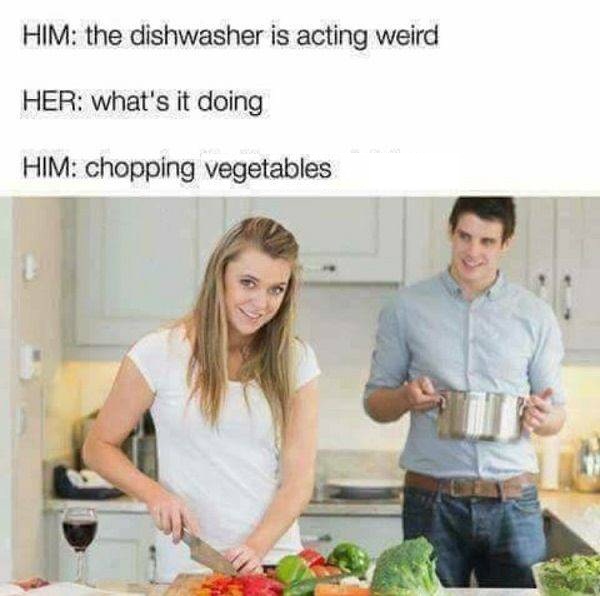 HIM: the dishwasher is acting weird
HER: what's it doing
HIM: chopping vegetables